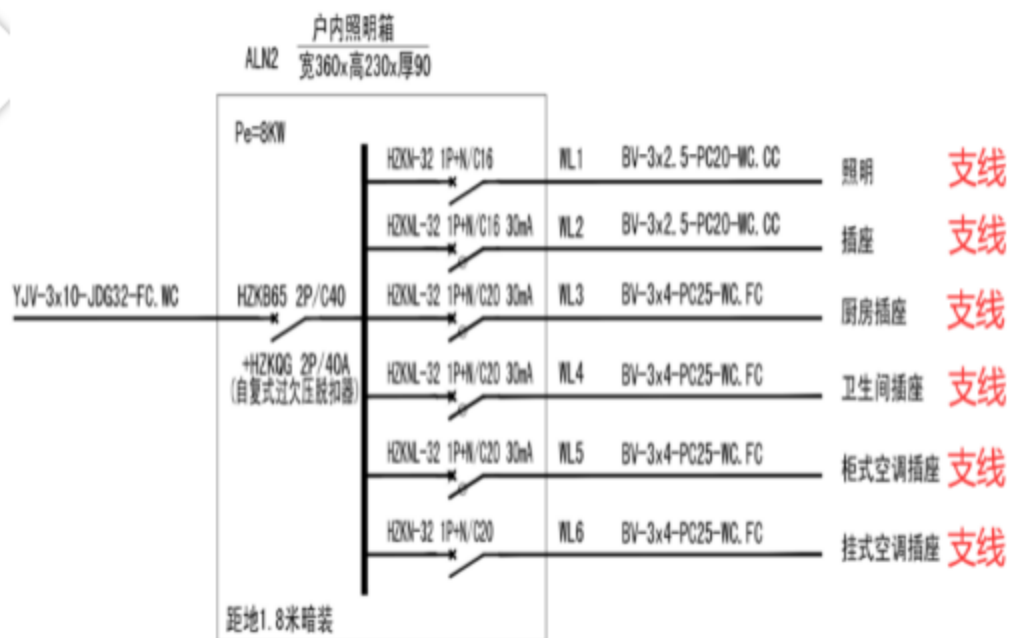 户内照明箱
ALN2
宽360x高230x厚90
Pe=8KW
HZKN-32 1P+N/C16
WL1
BV-3x2.5-PC20-WC.CC
照明
支线
HZKNL-32 1P+N/C16 30mA
WL2
BV-3x2.5-PC20-WC.CC
插座
支线
YJV-3x10-JDG32-FC.WC
HZKB65 2P/C40
HZKNL-32 1P+N/C20 30mA
WL3
BV-3x4-PC25-WC.FC
厨房插座
支线
+HZKQG 2P/40A
(自复式过欠压脱扣器)
HZKNL-32 1P+N/C20 30mA
WL4
BV-3x4-PC25-WC.FC
卫生间插座
支线
HZKNL-32 1P+N/C20 30mA
WL5
BV-3x4-PC25-WC.FC
柜式空调插座
支线
HZKN-32 1P+N/C20
WL6
BV-3x4-PC25-WC.FC
挂式空调插座
支线
距地1.8米暗装